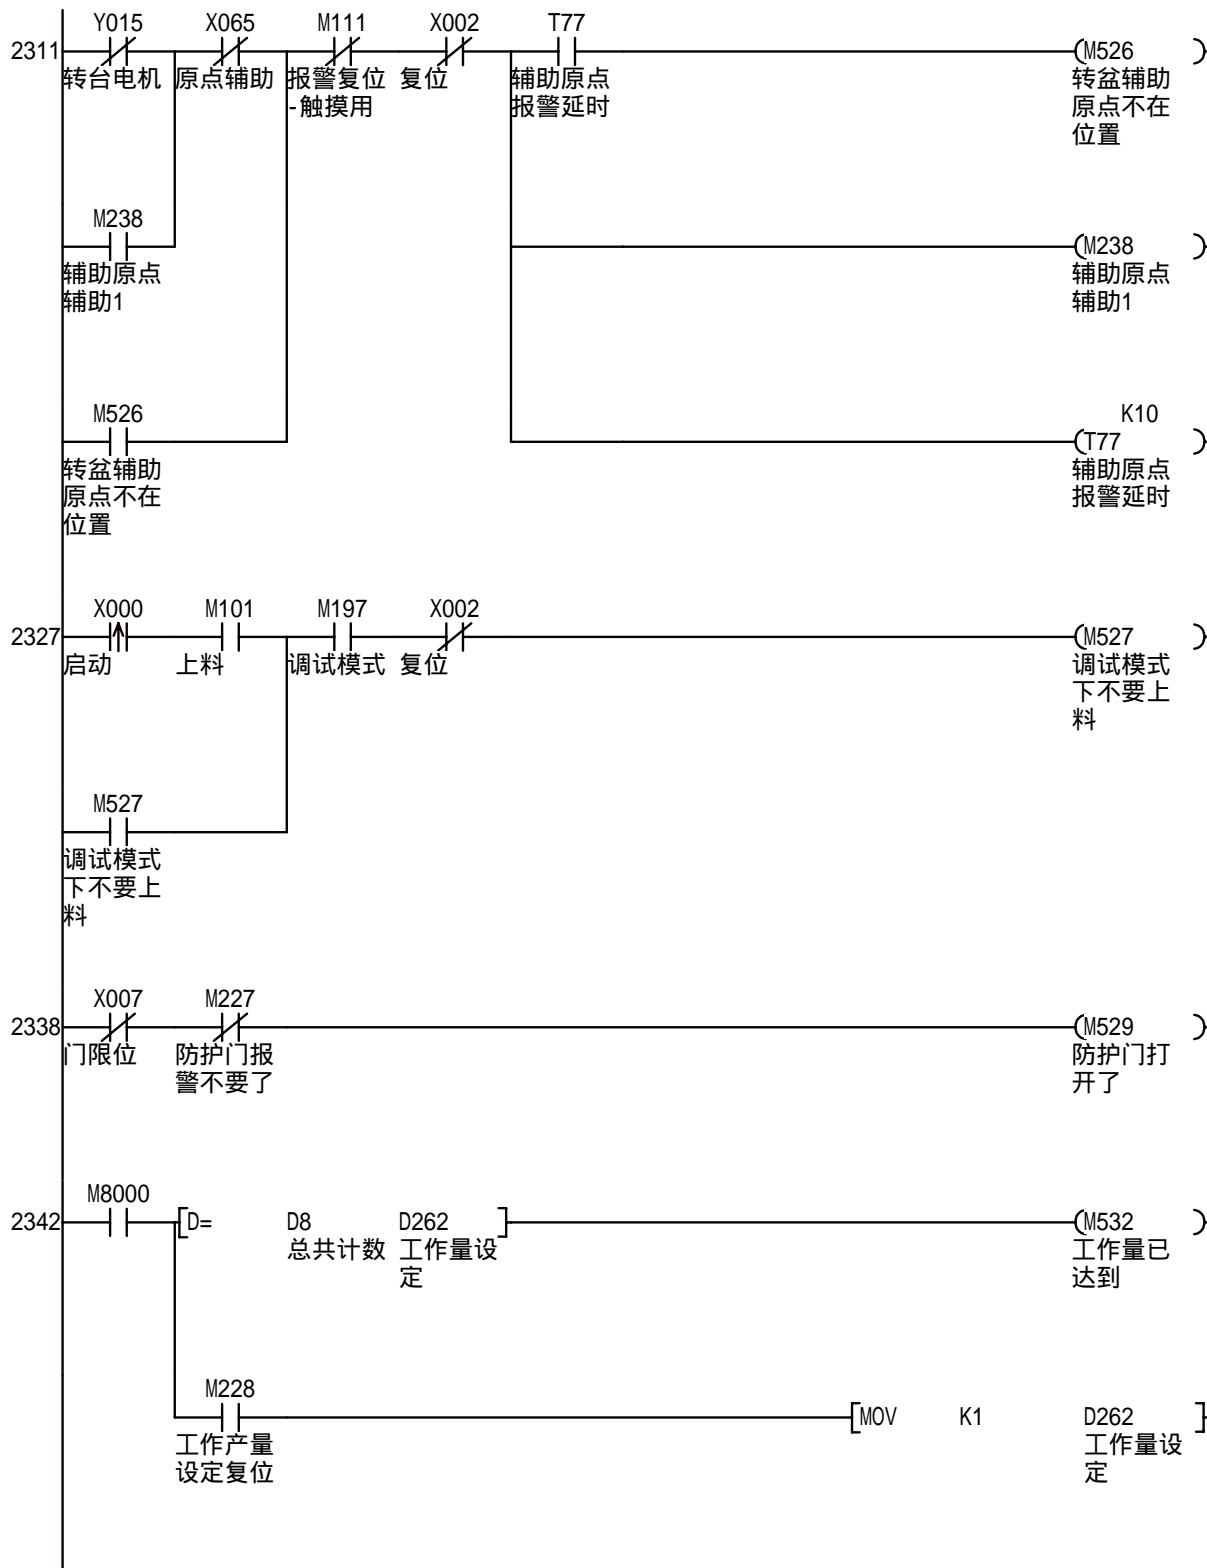 Y015 X065 M111 X002 T77
2311 (M526 )
转台电机 原点辅助 报警复位 复位 辅助原点 转盆辅助
-触摸用 报警延时 原点不在
位置
M238
(M238 )
辅助原点 辅助原点
辅助1 辅助1
M526 K10
(T77 )
转盆辅助 辅助原点
原点不在 报警延时
位置
X000 M101 M197 X002
2327 (M527 )
启动 上料 调试模式 复位 调试模式
下不要上
料
M527
调试模式
下不要上
料
X007 M227
2338 (M529 )
门限位 防护门报 防护门打
警不要了 开了
M8000
2342 [D= D8 D262 ] (M532 )
总共计数 工作量设 工作量已
定 达到
M228
[MOV K1 D262 ]
工作产量 工作量设
设定复位 定